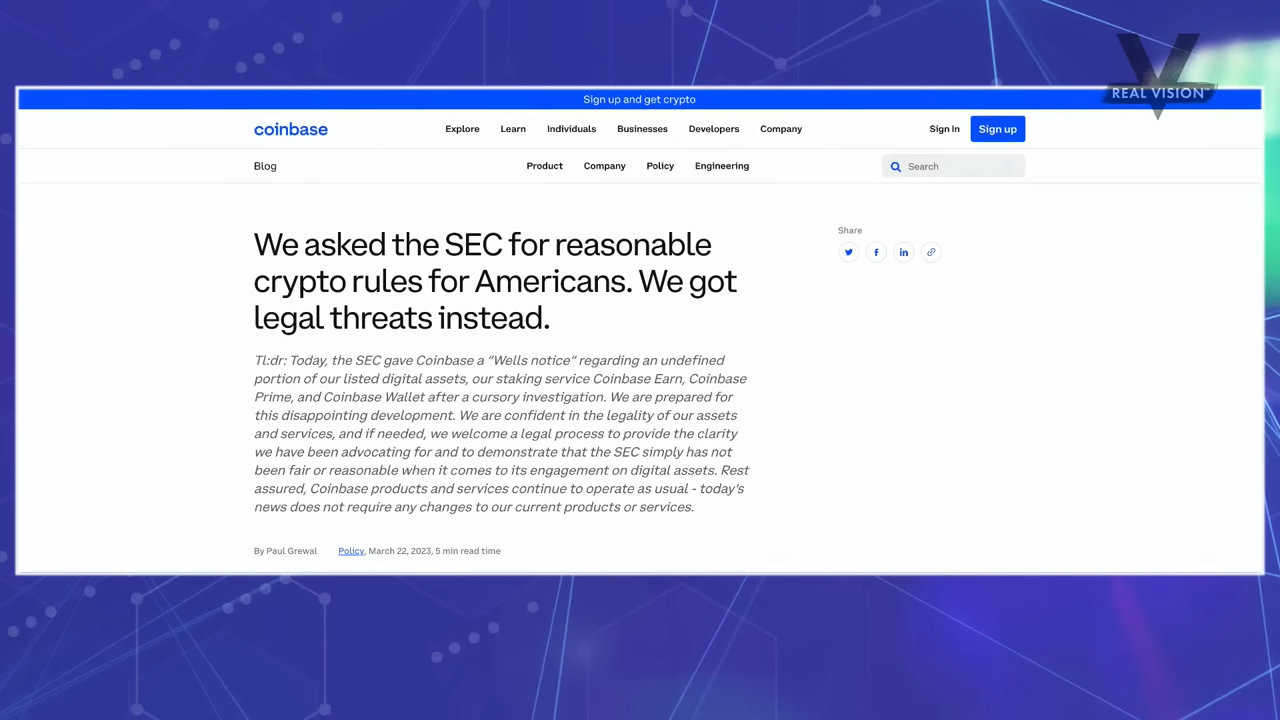 REAL VISION™
Sign up and get crypto
coinbase
Explore Learn Individuals Businesses Developers Company
Sign In Sign up
Blog
Product Company Policy Engineering
Search
We asked the SEC for reasonable
crypto rules for Americans. We got
legal threats instead.
Share
Tl:dr: Today, the SEC gave Coinbase a “Wells notice” regarding an undefined
portion of our listed digital assets, our staking service Coinbase Earn, Coinbase
Prime, and Coinbase Wallet after a cursory investigation. We are prepared for
this disappointing development. We are confident in the legality of our assets
and services, and if needed, we welcome a legal process to provide the clarity
we have been advocating for and to demonstrate that the SEC simply has not
been fair or reasonable when it comes to its engagement on digital assets. Rest
assured, Coinbase products and services continue to operate as usual - today’s
news does not require any changes to our current products or services.
By Paul Grewal Policy, March 22, 2023, 5 min read time